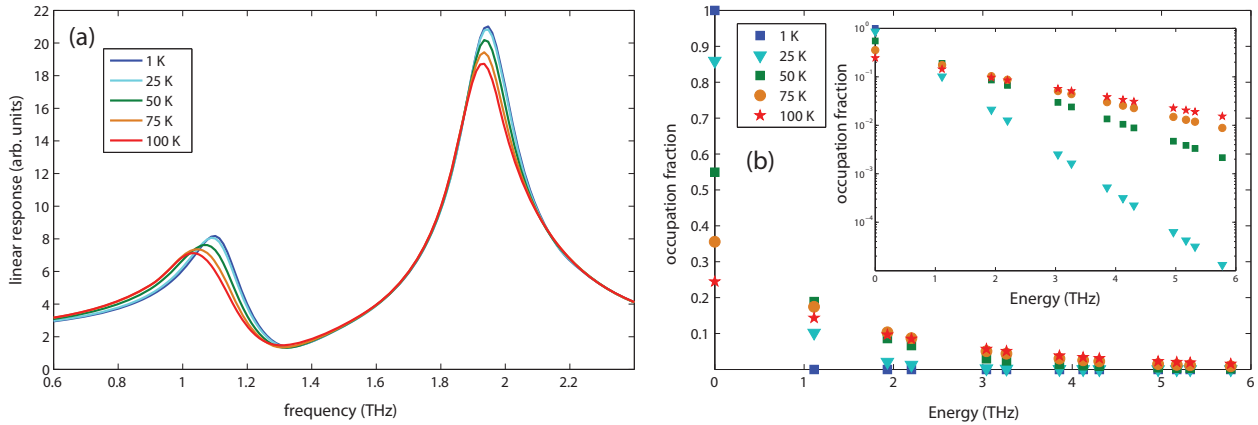 (a)
linear response (arb. units)
22
20
18
16
14
12
10
8
6
4
2
0
1 K
25 K
50 K
75 K
100 K
0.6
0.8
1
1.2
1.4
1.6
1.8
2
2.2
frequency (THz)
(b)
occupation fraction
1
0.9
0.8
0.7
0.6
0.5
0.4
0.3
0.2
0.1
0
1 K
25 K
50 K
75 K
100 K
0
1
2
3
4
5
6
Energy (THz)
occupation fraction
10⁰
10⁻¹
10⁻²
10⁻³
10⁻⁴
0
1
2
3
4
5
6
Energy (THz)